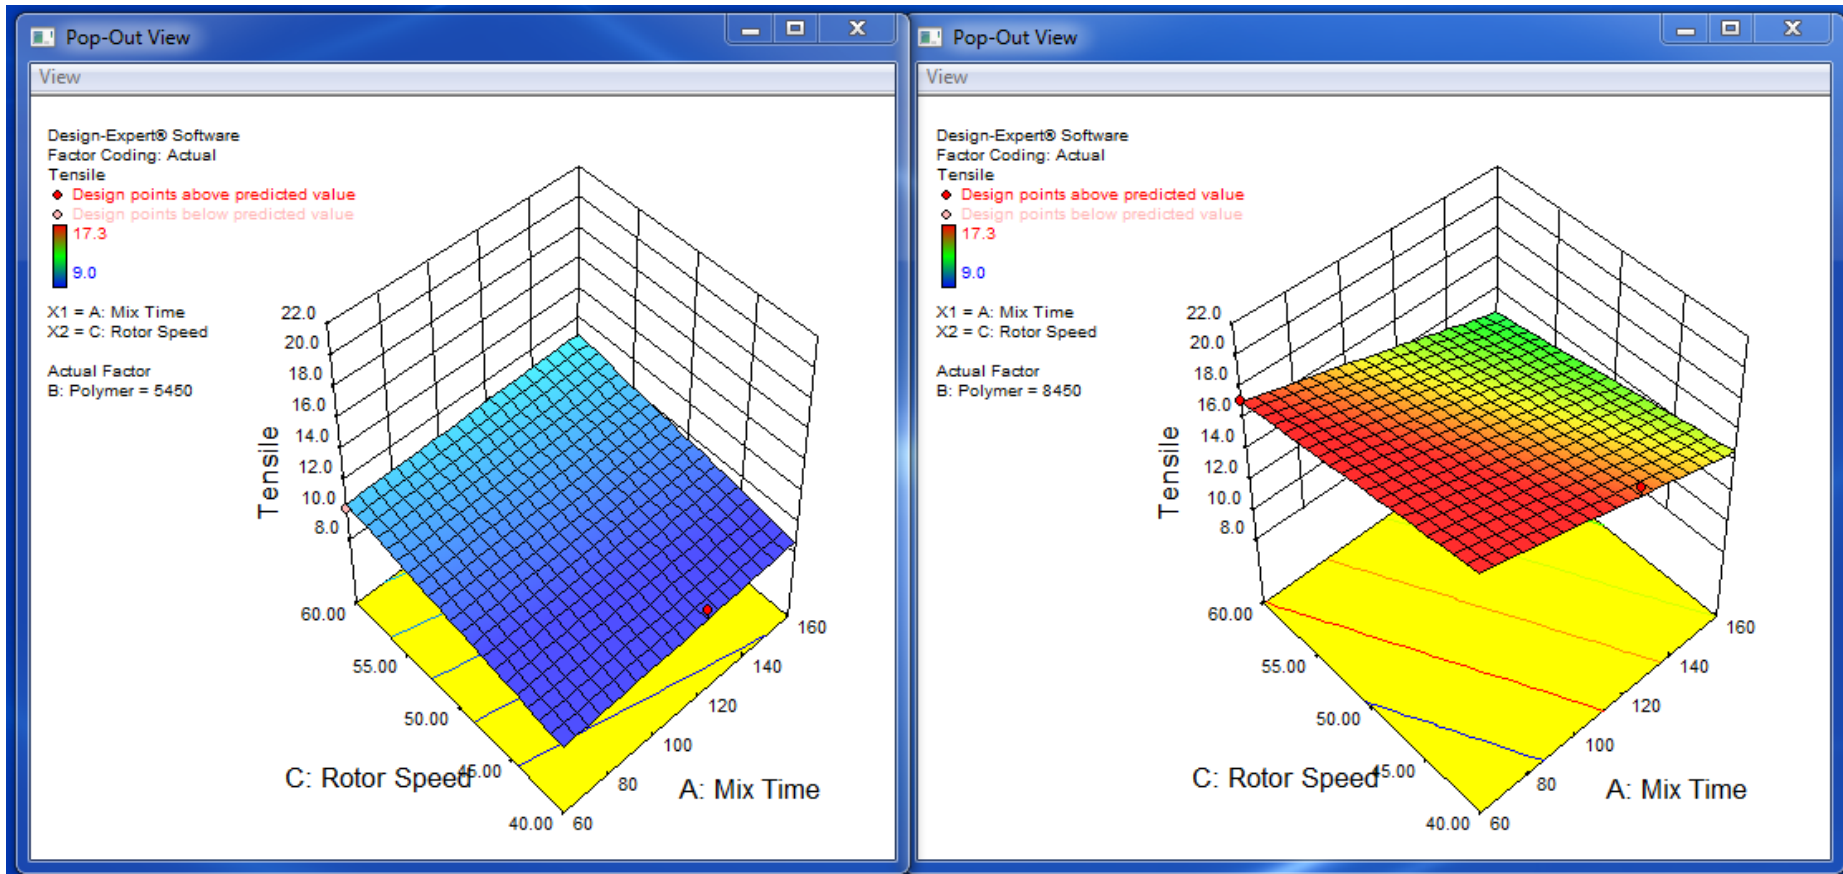 Pop-Out View
View
Design-Expert® Software
Factor Coding: Actual
Tensile
Design points above predicted value
Design points below predicted value
17.3
9.0
X1 = A: Mix Time
X2 = C: Rotor Speed
Actual Factor
B: Polymer = 5450
22.0
20.0
18.0
16.0
14.0
12.0
10.0
8.0
Tensile
60.00
55.00
50.00
45.00
40.00
C: Rotor Speed
60
80
100
120
140
160
A: Mix Time
Pop-Out View
View
Design-Expert® Software
Factor Coding: Actual
Tensile
Design points above predicted value
Design points below predicted value
17.3
9.0
X1 = A: Mix Time
X2 = C: Rotor Speed
Actual Factor
B: Polymer = 8450
22.0
20.0
18.0
16.0
14.0
12.0
10.0
8.0
Tensile
60.00
55.00
50.00
45.00
40.00
C: Rotor Speed
60
80
100
120
140
160
A: Mix Time